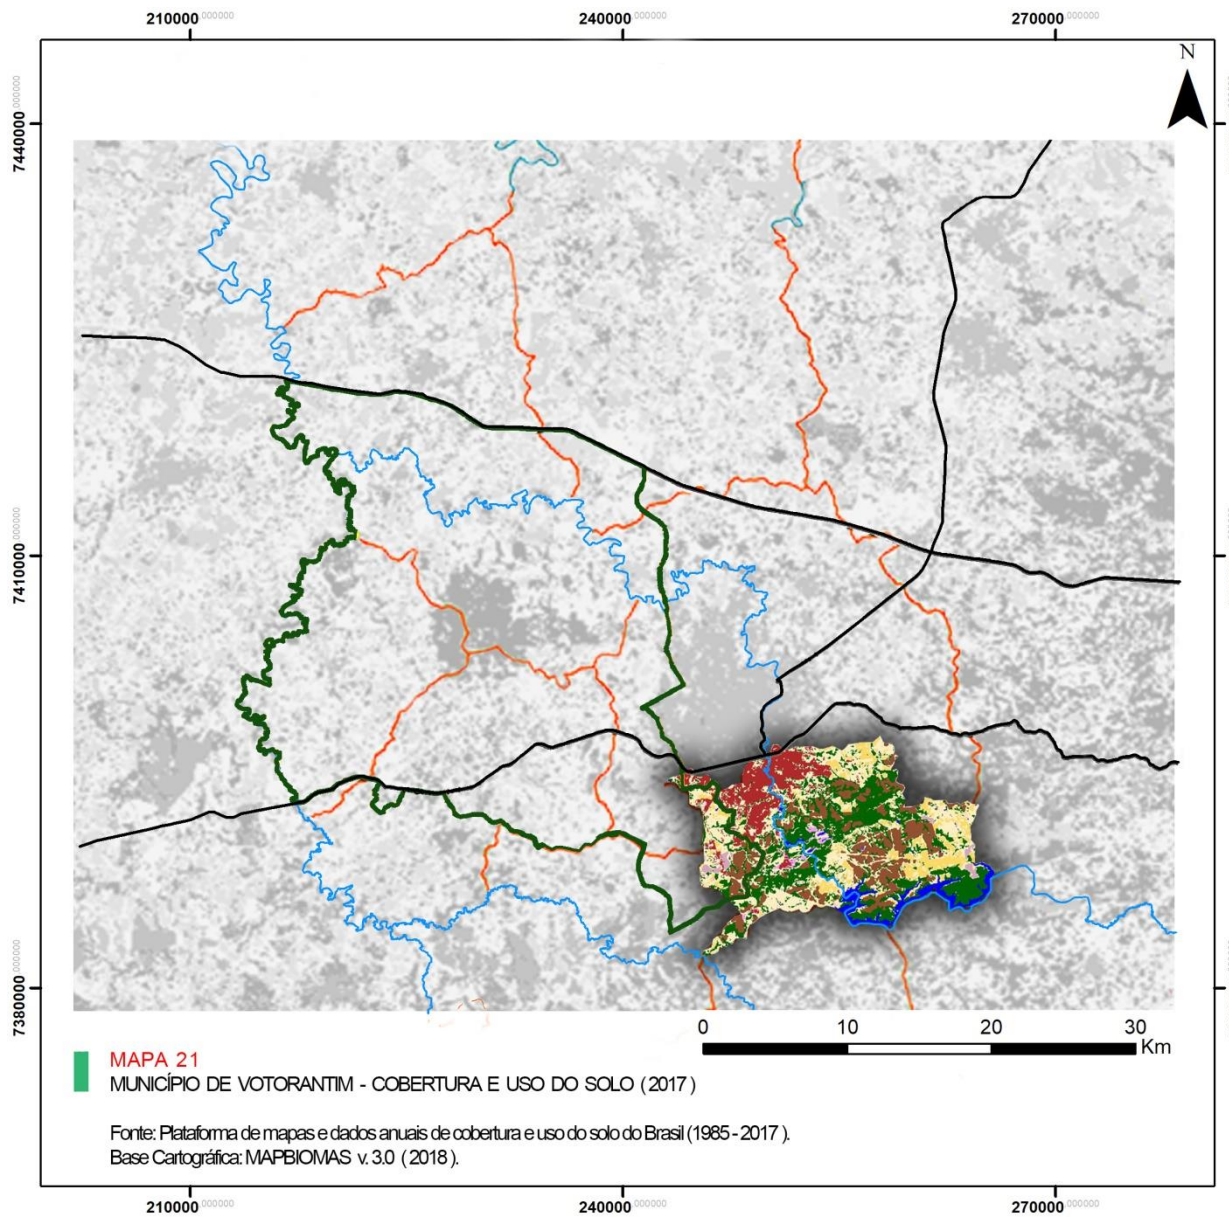 210000,000000 240000,000000 270000,000000
N
7440000,000000
7410000,000000
7380000,000000
0 10 20 30
Km
MAPA 21
MUNICÍPIO DE VOTORANTIM - COBERTURA E USO DO SOLO (2017)
Fonte: Plataforma de mapas e dados anuais de cobertura e uso do solo do Brasil (1985 - 2017).
Base Cartográfica: MAPBIOMAS v. 3.0 (2018).
210000,000000 240000,000000 270000,000000